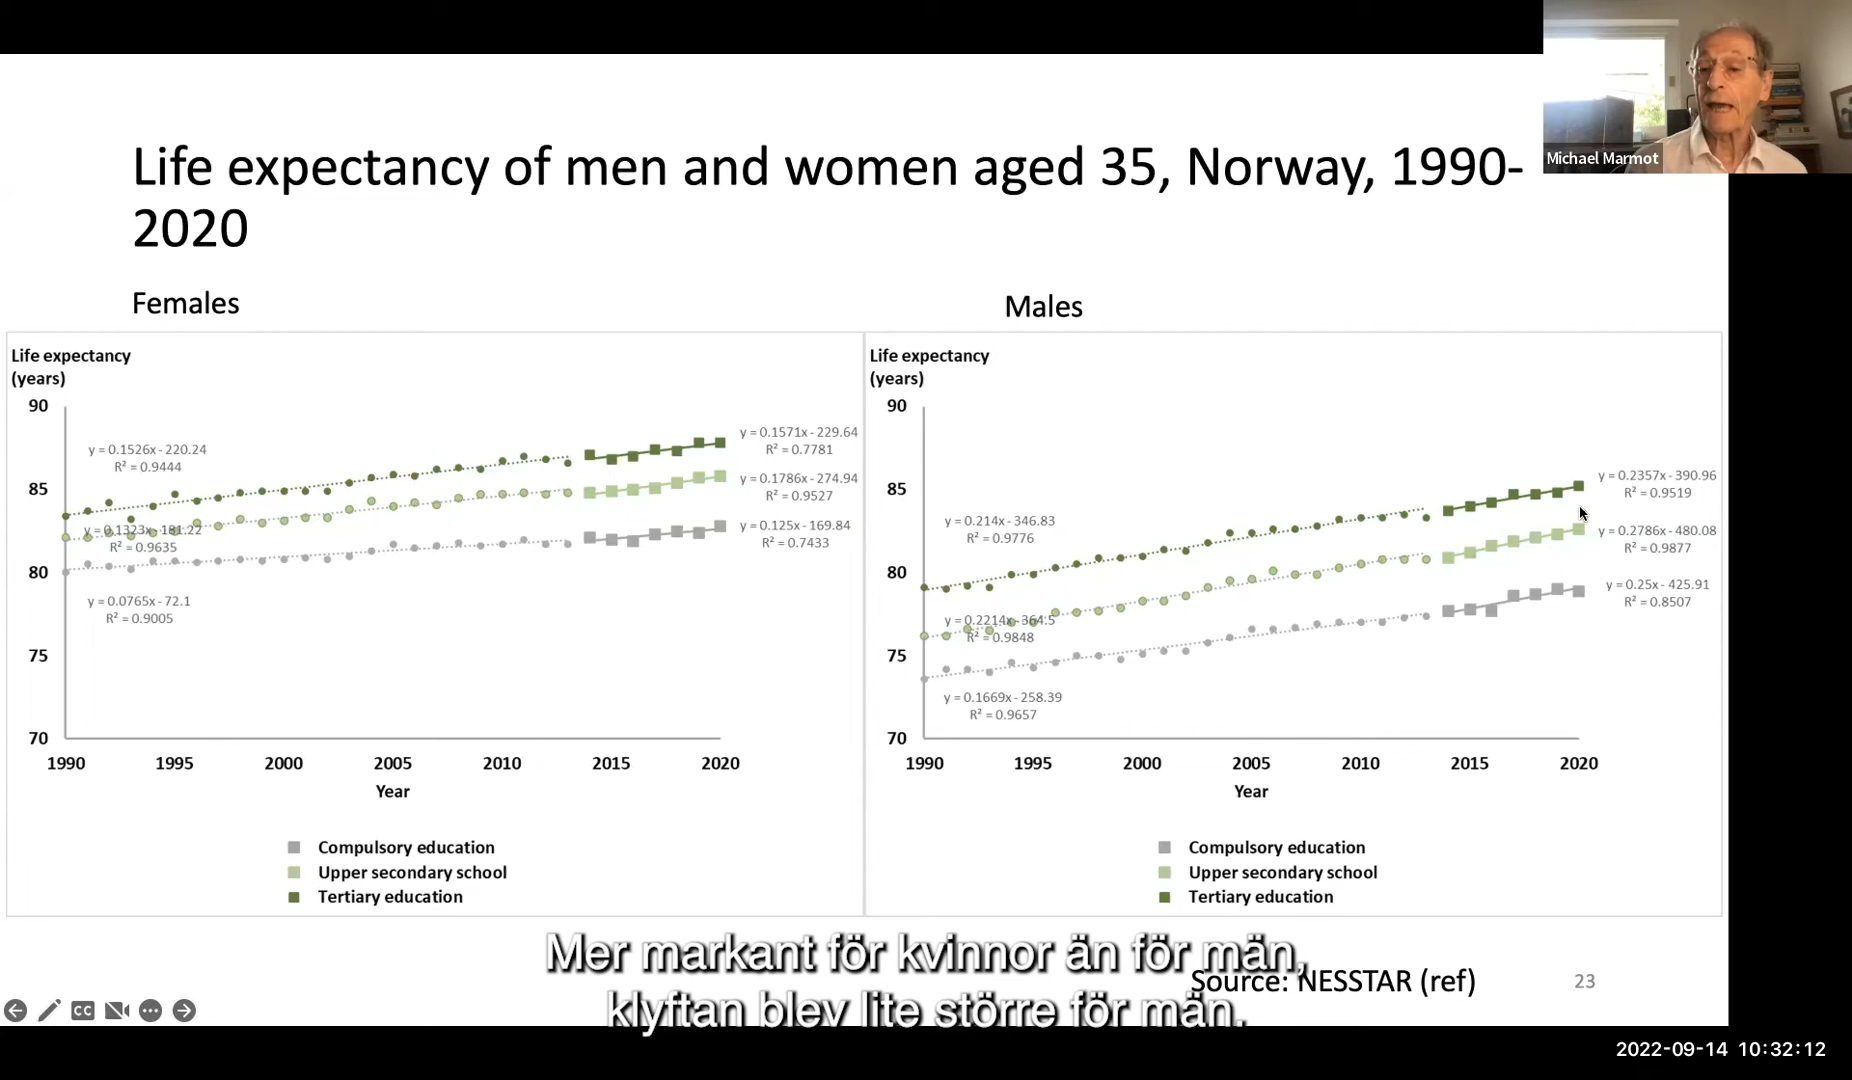 Michael Marmot
Life expectancy of men and women aged 35, Norway, 1990-
2020
Females
Males
Life expectancy
(years)
90
85
80
75
70
y = 0.1526x - 220.24
R² = 0.9444
y = 0.1323x - 181.22
R² = 0.9635
y = 0.0765x - 72.1
R² = 0.9005
y = 0.1571x - 229.64
R² = 0.7781
y = 0.1786x - 274.94
R² = 0.9527
y = 0.125x - 169.84
R² = 0.7433
1990 1995 2000 2005 2010 2015 2020
Year
Compulsory education
Upper secondary school
Tertiary education
Life expectancy
(years)
90
85
80
75
70
y = 0.214x - 346.83
R² = 0.9776
y = 0.2214x - 364.5
R² = 0.9848
y = 0.1669x - 258.39
R² = 0.9657
y = 0.2357x - 390.96
R² = 0.9519
y = 0.2786x - 480.08
R² = 0.9877
y = 0.25x - 425.91
R² = 0.8507
1990 1995 2000 2005 2010 2015 2020
Year
Compulsory education
Upper secondary school
Tertiary education
Mer markant för kvinnor än för män,
klyftan blev lite större för män.
Source: NESSTAR (ref)
23
CC
2022-09-14 10:32:12